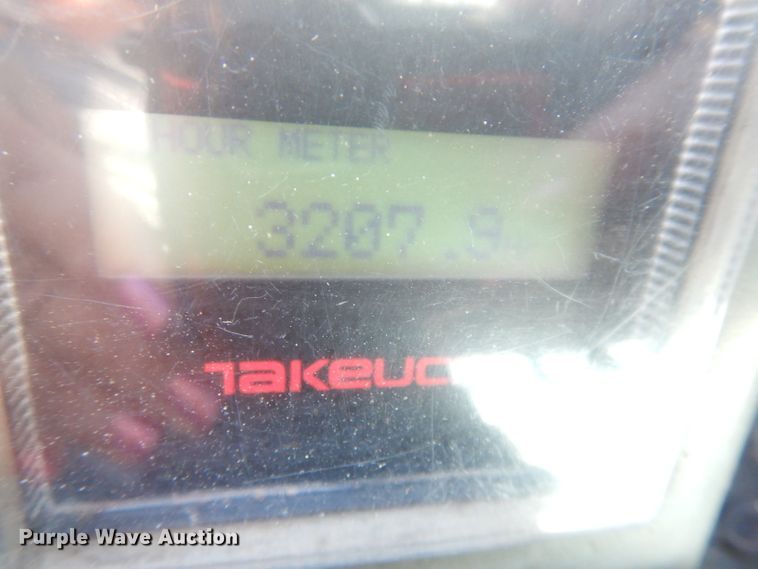 HOUR METER
3207.9
TAKEUC
Purple Wave Auction